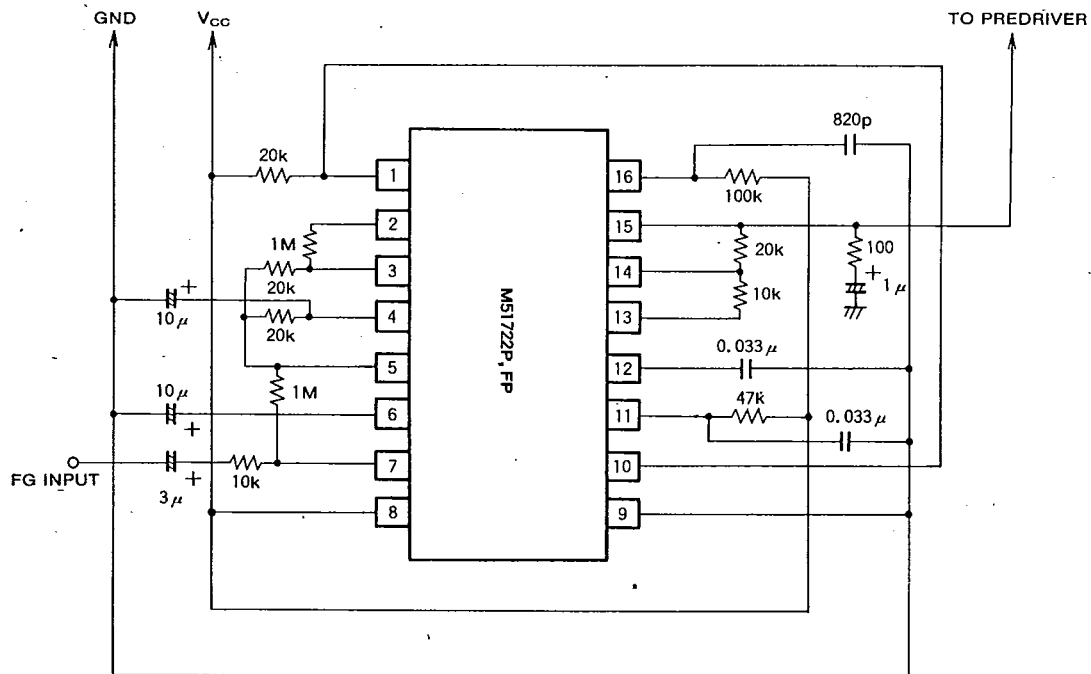 GND
V_CC
TO PREDRIVER
820p
20k
1
16
100k
2
15
1M
20k
100
3
14
+
1μ
20k
10k
+
10μ
4
13
20k
M51722P, FP
0.033μ
5
12
1M
10μ
47k
6
11
+
0.033μ
FG INPUT
7
10
+
3μ
10k
8
9